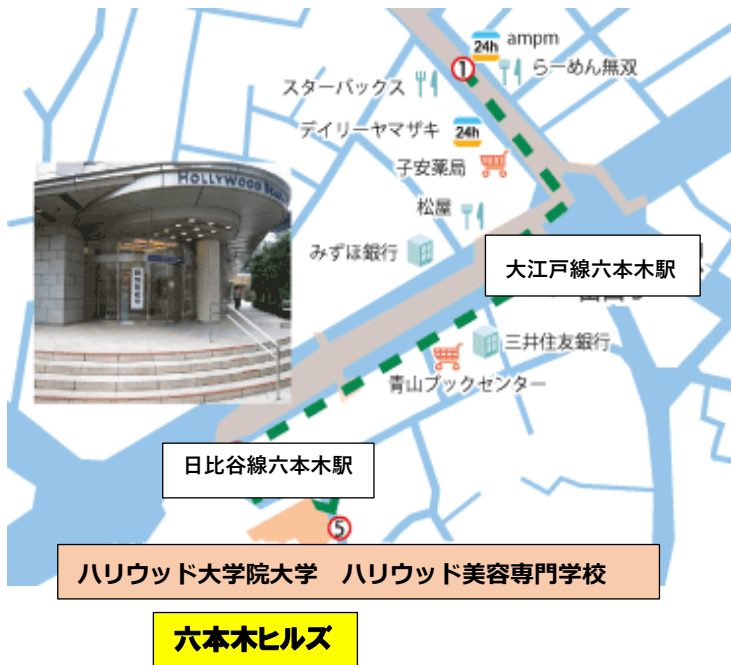 24h ampm
① らーめん無双
スターバックス
デイリーヤマザキ 24h
子安薬局
松屋
みずほ銀行
HOLLYWOOD
大江戸線六本木駅
三井住友銀行
青山ブックセンター
日比谷線六本木駅
⑤
ハリウッド大学院大学 ハリウッド美容専門学校
六本木ヒルズ